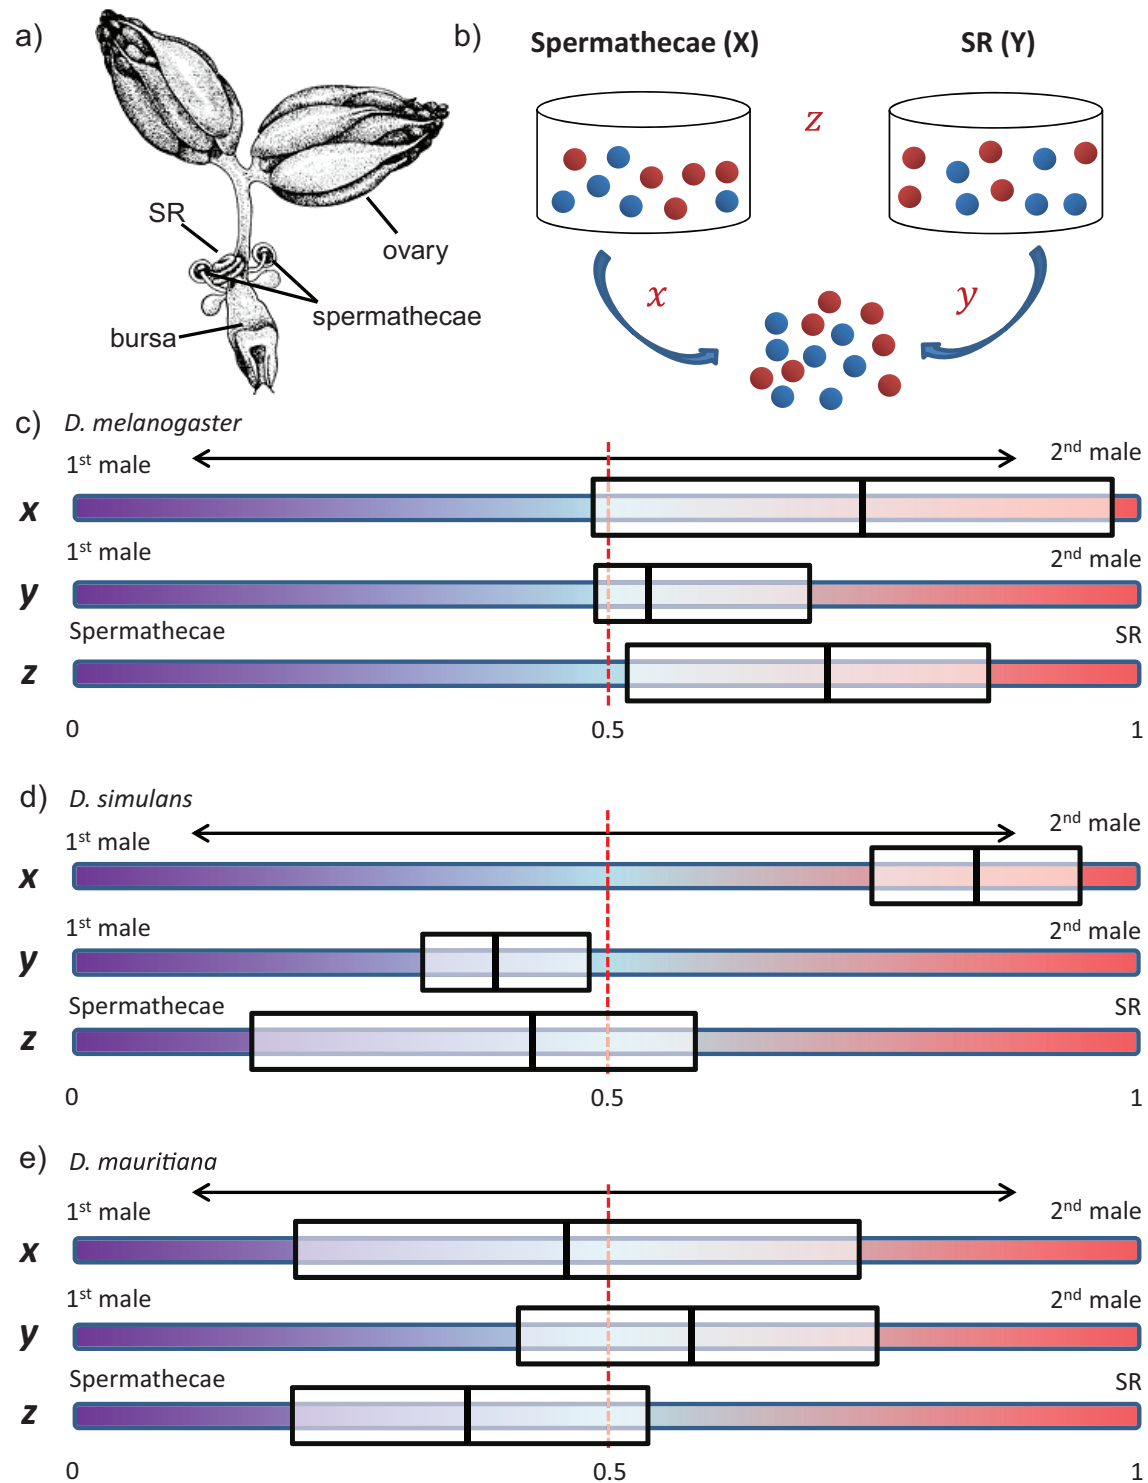 a)
SR
ovary
spermathecae
bursa
b)
Spermathecae (X)
SR (Y)
z
x
y
c) D. melanogaster
1st male
2nd male
x
1st male
2nd male
y
Spermathecae
SR
z
0
0.5
1
d) D. simulans
1st male
2nd male
x
1st male
2nd male
y
Spermathecae
SR
z
0
0.5
1
e) D. mauritiana
1st male
2nd male
x
1st male
2nd male
y
Spermathecae
SR
z
0
0.5
1